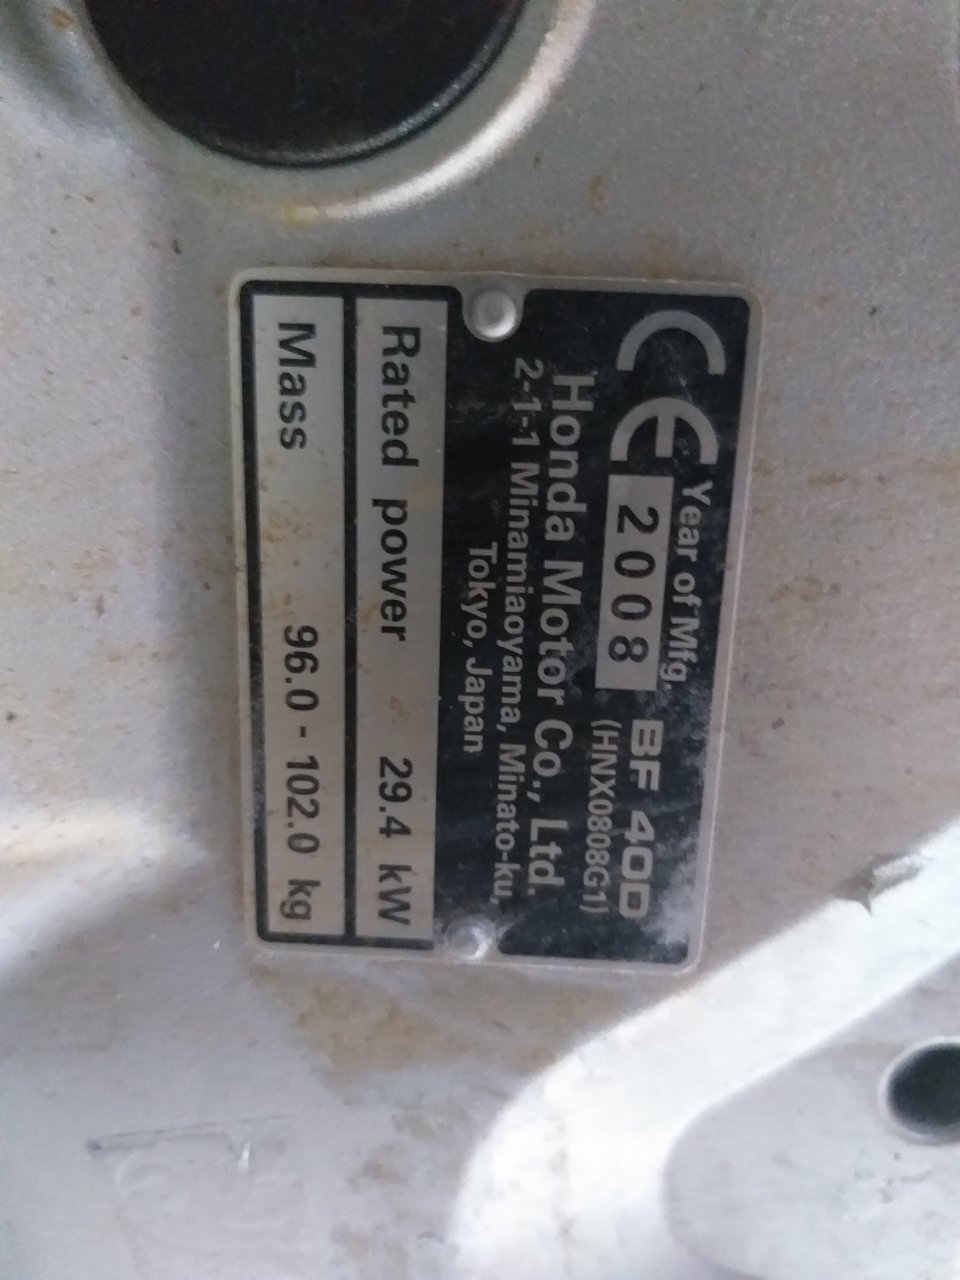 CE Year of Mfg. BF 40D
2008 (HNX0808G1)
Honda Motor Co., Ltd.
2-1-1 Minamiaoyama, Minato-ku,
Tokyo, Japan
Rated power 29.4 kW
Mass 96.0 - 102.0 kg